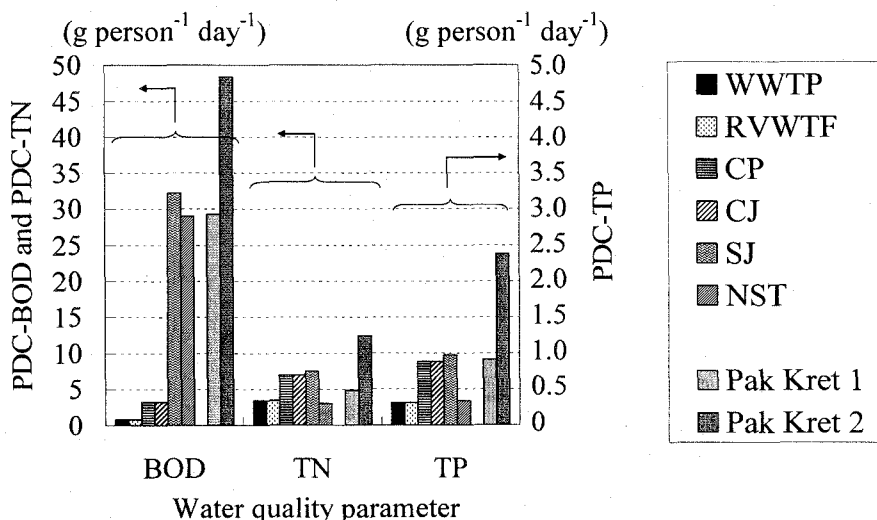 (g person-1 day-1)
(g person-1 day-1)
PDC-BOD and PDC-TN
50
45
40
35
30
25
20
15
10
5
0
5.0
4.5
4.0
3.5
3.0
2.5
2.0
1.5
1.0
0.5
0
PDC-TP
BOD
TN
TP
Water quality parameter
WWTP
RVWTF
CP
CJ
SJ
NST
Pak Kret 1
Pak Kret 2